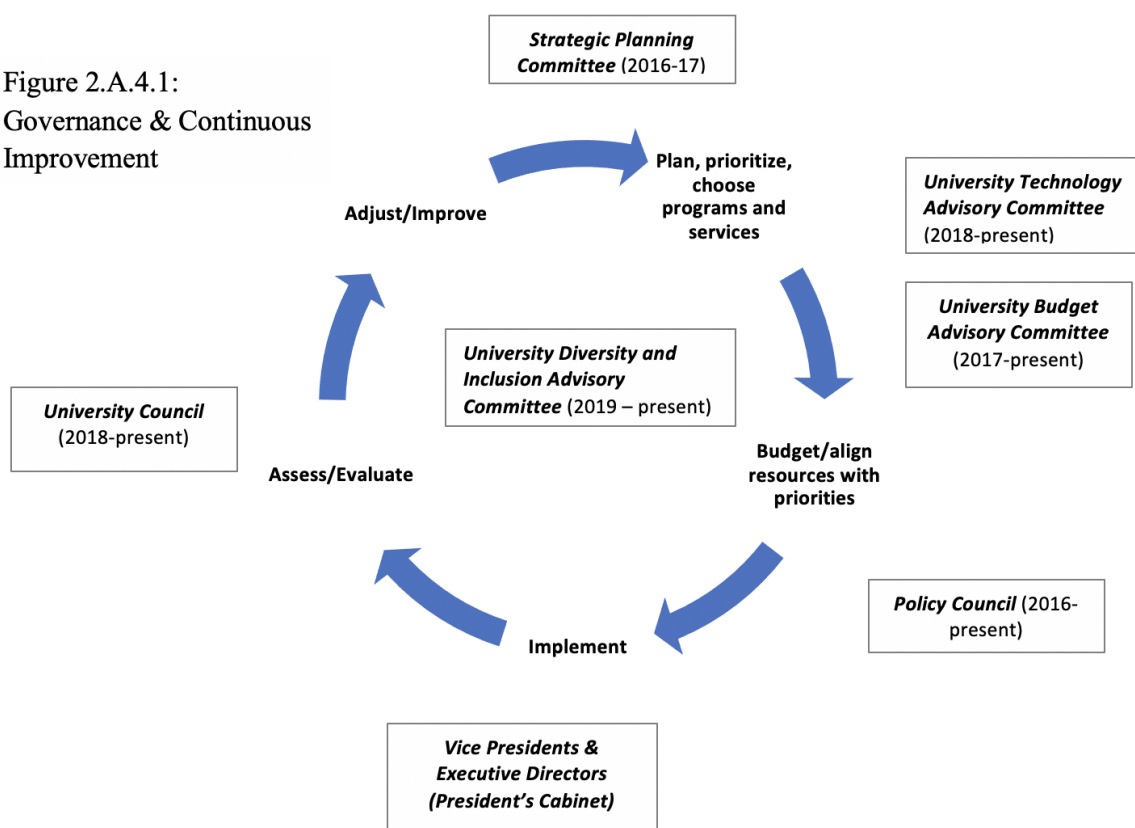 Figure 2.A.4.1:
Governance & Continuous
Improvement
Strategic Planning
Committee (2016-17)
Plan, prioritize,
choose
programs and
services
University Technology
Advisory Committee
(2018-present)
University Budget
Advisory Committee
(2017-present)
Adjust/Improve
University Diversity and
Inclusion Advisory
Committee (2019 – present)
University Council
(2018-present)
Assess/Evaluate
Budget/align
resources with
priorities
Policy Council (2016-
present)
Implement
Vice Presidents &
Executive Directors
(President’s Cabinet)